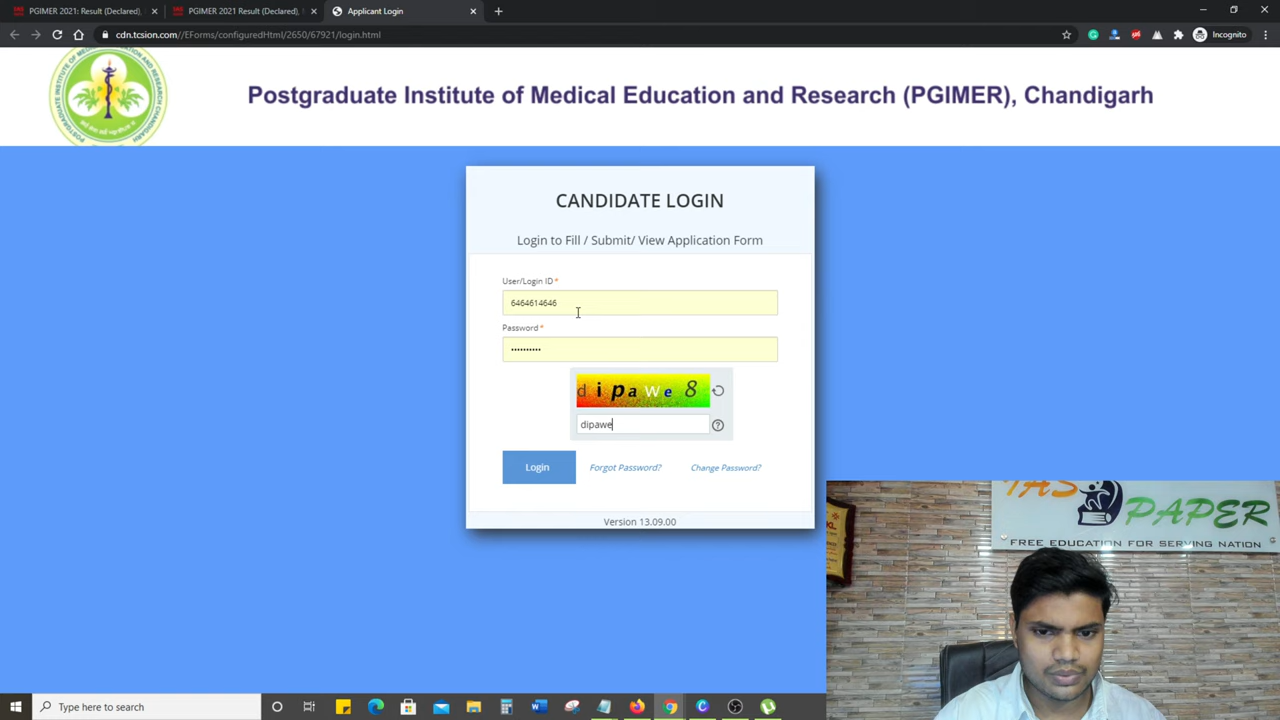 PGIMER 2021: Result (Declared),
PGIMER 2021 Result (Declared),
Applicant Login
cdn.tcsion.com//EForms/configuredHtml/2650/67921/login.html
Incognito
Postgraduate Institute of Medical Education and Research (PGIMER), Chandigarh
CANDIDATE LOGIN
Login to Fill / Submit/ View Application Form
User/Login ID*
6464614646
Password*
••••••••••
dipawe8
dipawe
Login
Forgot Password?
Change Password?
Version 13.09.00
IAS
PAPER
FREE EDUCATION FOR SERVING NATION
Type here to search